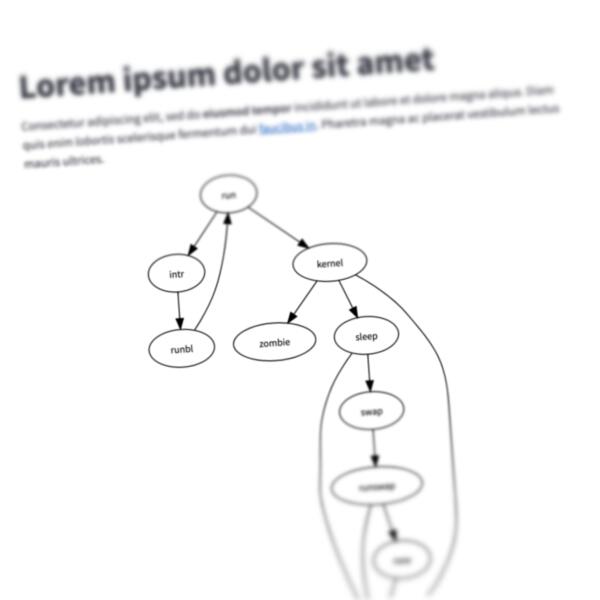 Lorem ipsum dolor sit amet
Consectetur adipiscing elit, sed do eiusmod tempor incididunt ut labore et dolore magna aliqua. Diam
quis enim lobortis scelerisque fermentum dui faucibus in. Pharetra magna ac placerat vestibulum lectus
mauris ultrices.
run
intr
kernel
runbl
zombie
sleep
swap
runswap